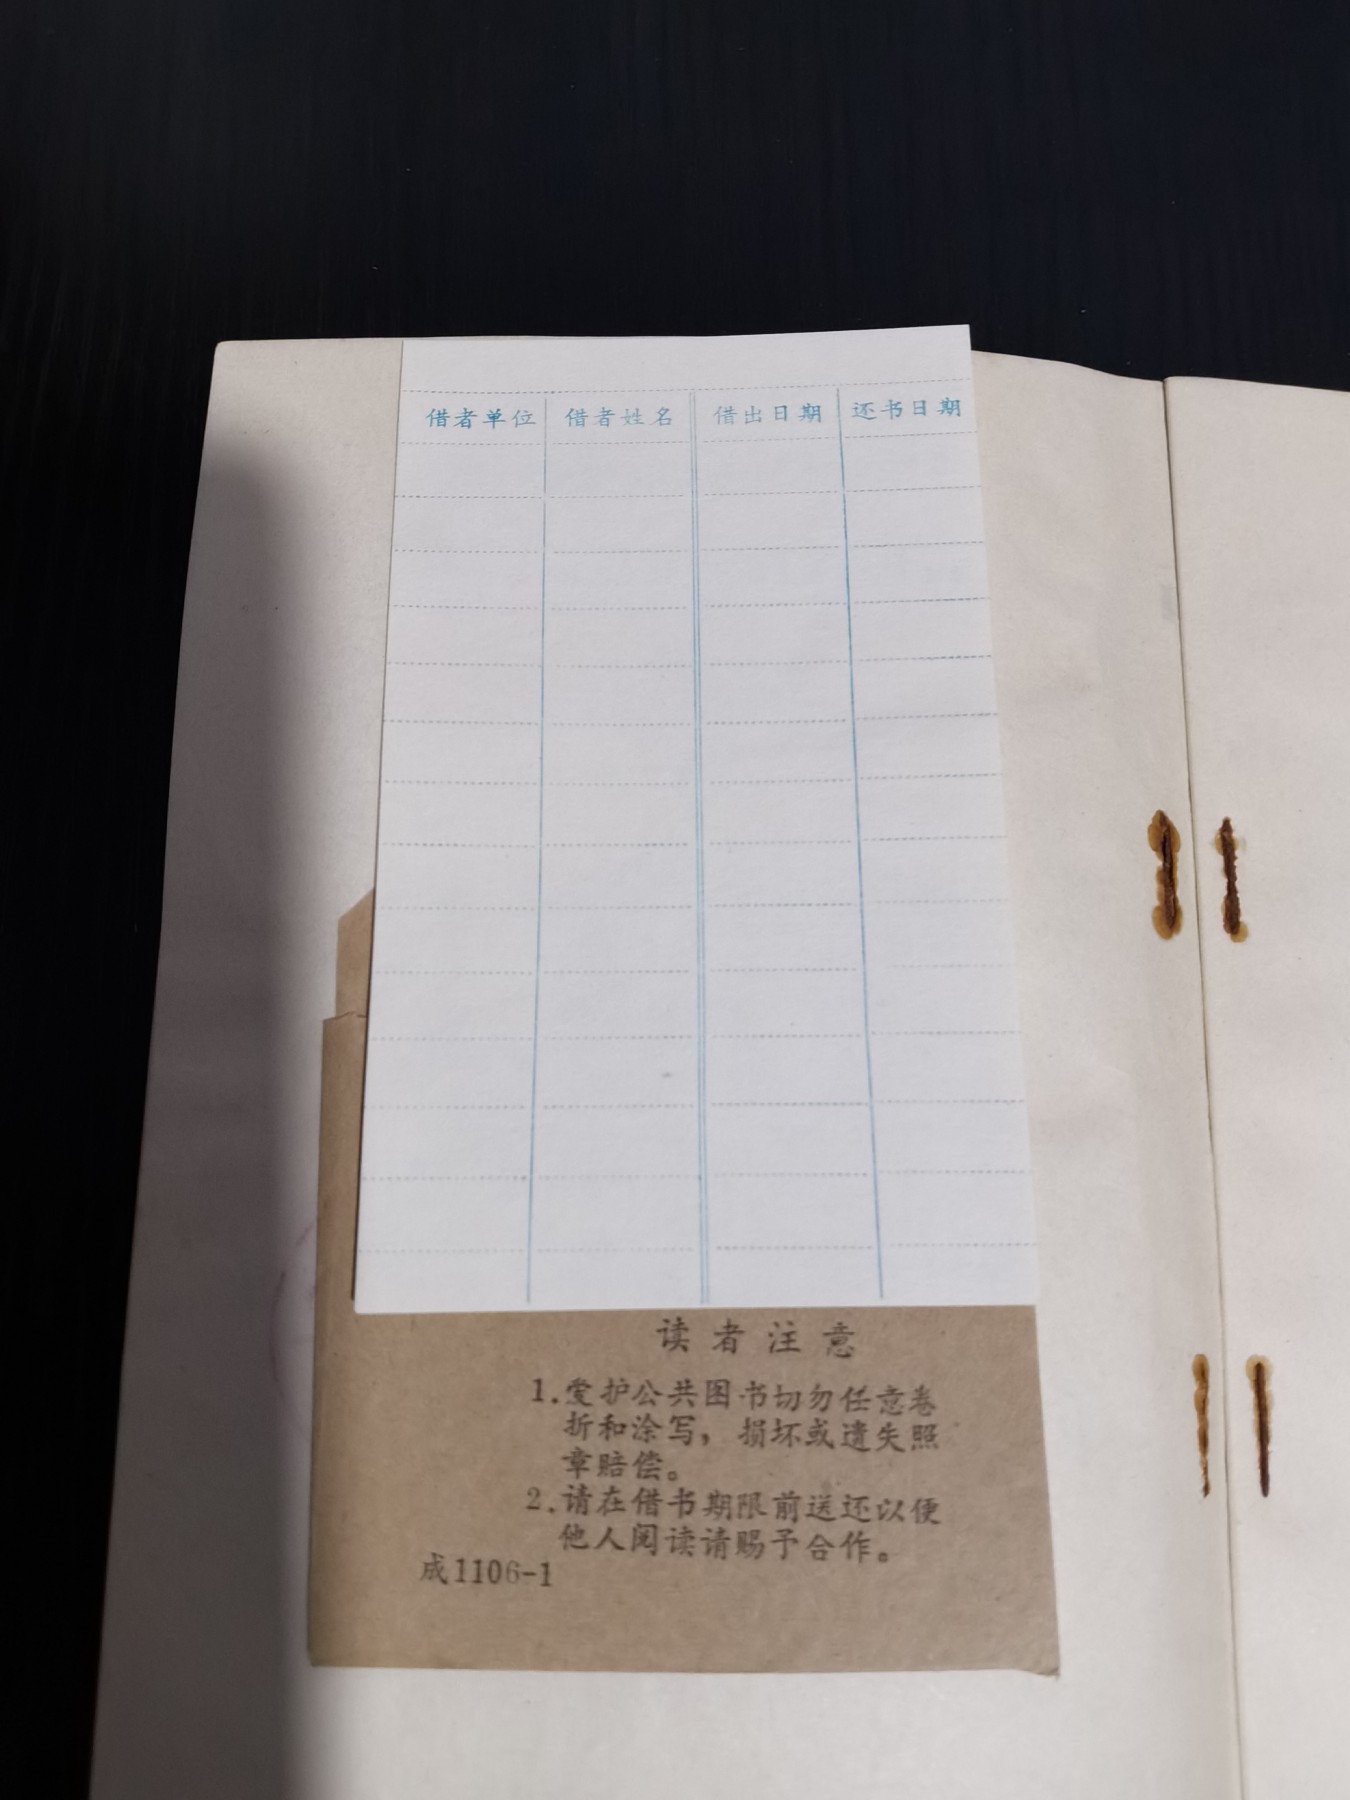 借者单位 借者姓名 借出日期 还书日期
读者注意
1.爱护公共图书切勿任意卷
折和涂写，损坏或遗失照
章赔偿。
2.请在借书期限前送还以便
他人阅读请赐予合作。
成1106-1